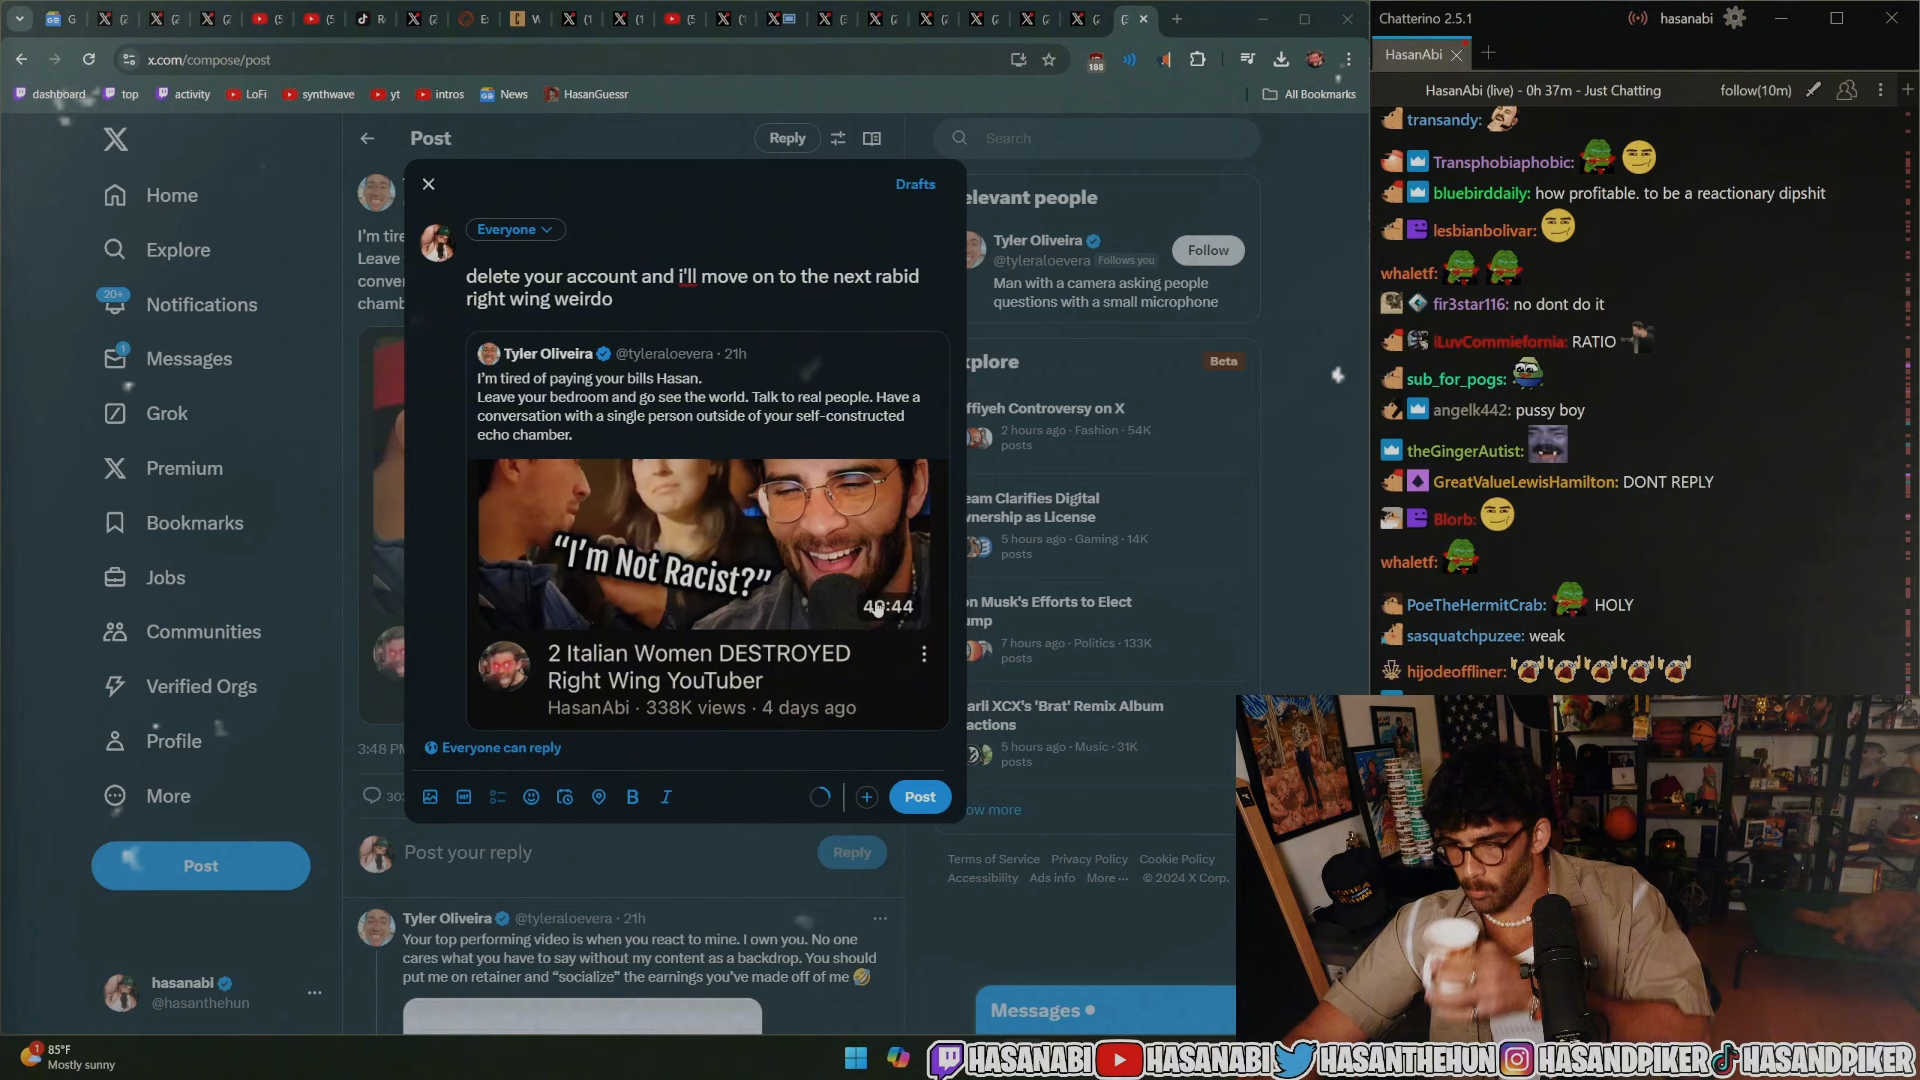 x.com/compose/post
188
dashboard
top
activity
LoFi
synthwave
yt
intros
News
HasanGuessr
All Bookmarks
Home
Explore
20+
Notifications
1
Messages
Grok
Premium
Bookmarks
Jobs
Communities
Verified Orgs
Profile
More
Post
hasanabi
@hasanthehun
Post
Reply
I'm tire
Leave
conver
chamb
3:48 PM
Drafts
Everyone
delete your account and i'll move on to the next rabid
right wing weirdo
Tyler Oliveira @tyleraloevera · 21h
I'm tired of paying your bills Hasan.
Leave your bedroom and go see the world. Talk to real people. Have a
conversation with a single person outside of your self-constructed
echo chamber.
"I'm Not Racist?"
2 Italian Women DESTROYED
Right Wing YouTuber
HasanAbi · 338K views · 4 days ago
Everyone can reply
B I
Post
Post your reply
Reply
Tyler Oliveira @tyleraloevera · 21h
Your top performing video is when you react to mine. I own you. No one
cares what you have to say without my content as a backdrop. You should
put me on retainer and "socialize" the earnings you've made off of me 🤣
Search
elevant people
Tyler Oliveira
@tyleraloevera Follows you
Follow
Man with a camera asking people
questions with a small microphone
xplore
Beta
ffiyeh Controversy on X
2 hours ago · Fashion · 54K
posts
eam Clarifies Digital
wnership as License
5 hours ago · Gaming · 14K
posts
on Musk's Efforts to Elect
ump
7 hours ago · Politics · 133K
posts
arli XCX's 'Brat' Remix Album
actions
5 hours ago · Music · 31K
posts
ow more
Terms of Service Privacy Policy Cookie Policy
Accessibility Ads info More ··· © 2024 X Corp.
Messages
Chatterino 2.5.1
hasanabi
HasanAbi
HasanAbi (live) - 0h 37m - Just Chatting
follow(10m)
transandy:
Transphobiaphobic:
bluebirddaily: how profitable. to be a reactionary dipshit
lesbianbolivar:
whaletf:
fir3star116: no dont do it
iLuvCommiefornia: RATIO
sub_for_pogs:
angelk442: pussy boy
theGingerAutist:
GreatValueLewisHamilton: DONT REPLY
Blorb:
whaletf:
PoeTheHermitCrab: HOLY
sasquatchpuzee: weak
hijodeoffliner:
1
85°F
Mostly sunny
HASANABI
HASANABI
HASANTHEHUN
HASANDPIKER
HASANDPIKER